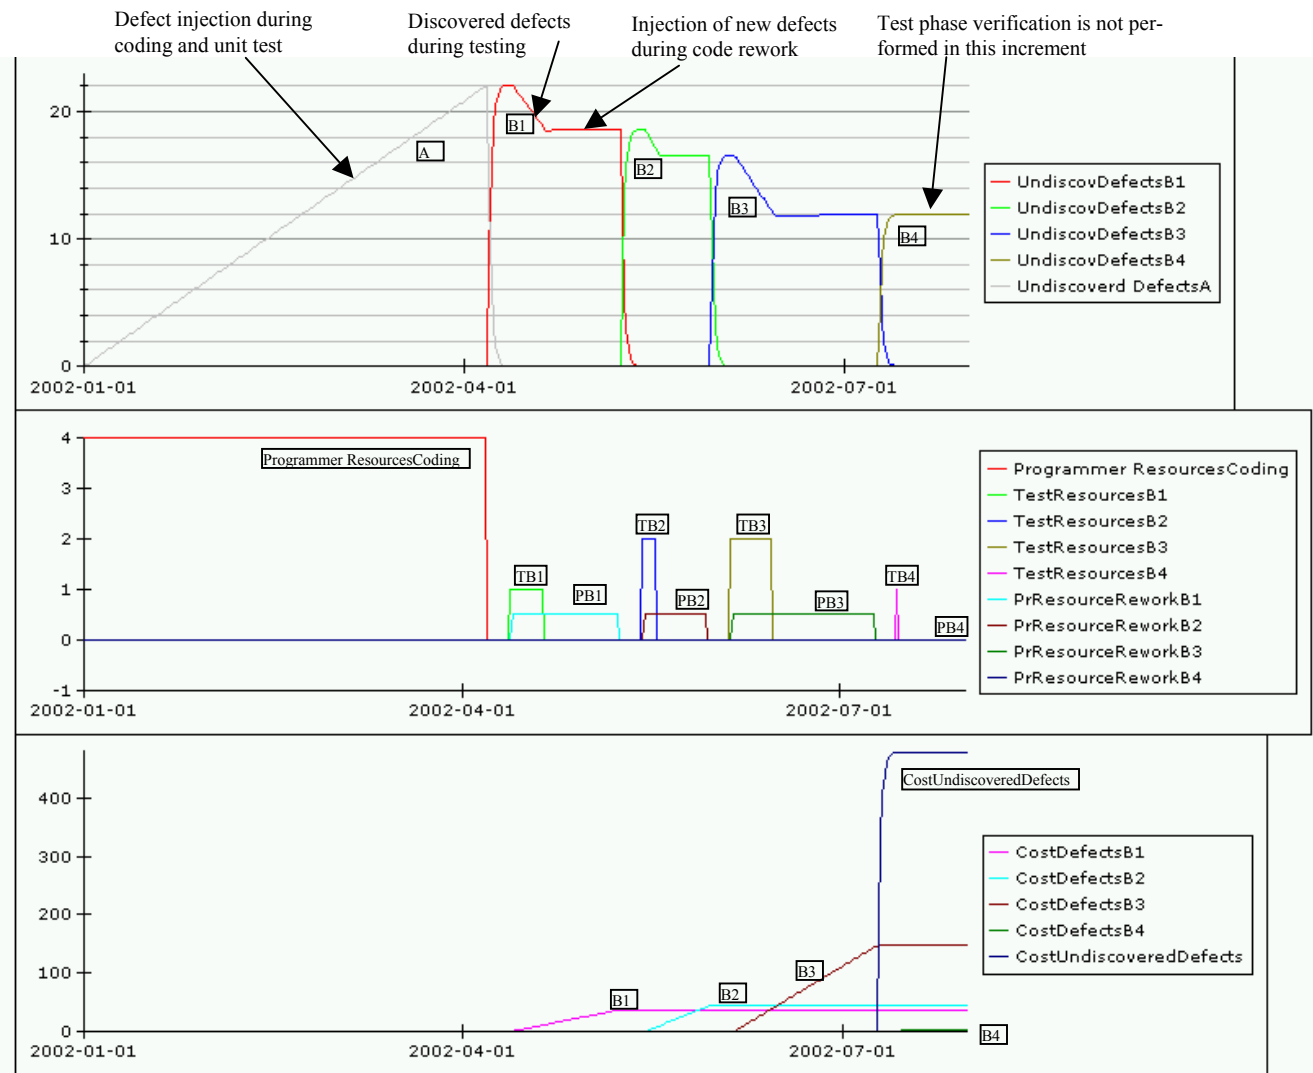 Defect injection during
coding and unit test
Discovered defects
during testing
Injection of new defects
during code rework
Test phase verification is not per-
formed in this increment
20
10
0
A
B1
B2
B3
B4
2002-01-01
2002-04-01
2002-07-01
UndiscovDefectsB1
UndiscovDefectsB2
UndiscovDefectsB3
UndiscovDefectsB4
Undiscoverd DefectsA
4
3
2
1
0
-1
Programmer ResourcesCoding
TB1
PB1
TB2
PB2
TB3
PB3
TB4
PB4
2002-01-01
2002-04-01
2002-07-01
Programmer ResourcesCoding
TestResourcesB1
TestResourcesB2
TestResourcesB3
TestResourcesB4
PrResourceReworkB1
PrResourceReworkB2
PrResourceReworkB3
PrResourceReworkB4
400
300
200
100
0
CostUndiscoveredDefects
B1
B2
B3
B4
2002-01-01
2002-04-01
2002-07-01
CostDefectsB1
CostDefectsB2
CostDefectsB3
CostDefectsB4
CostUndiscoveredDefects